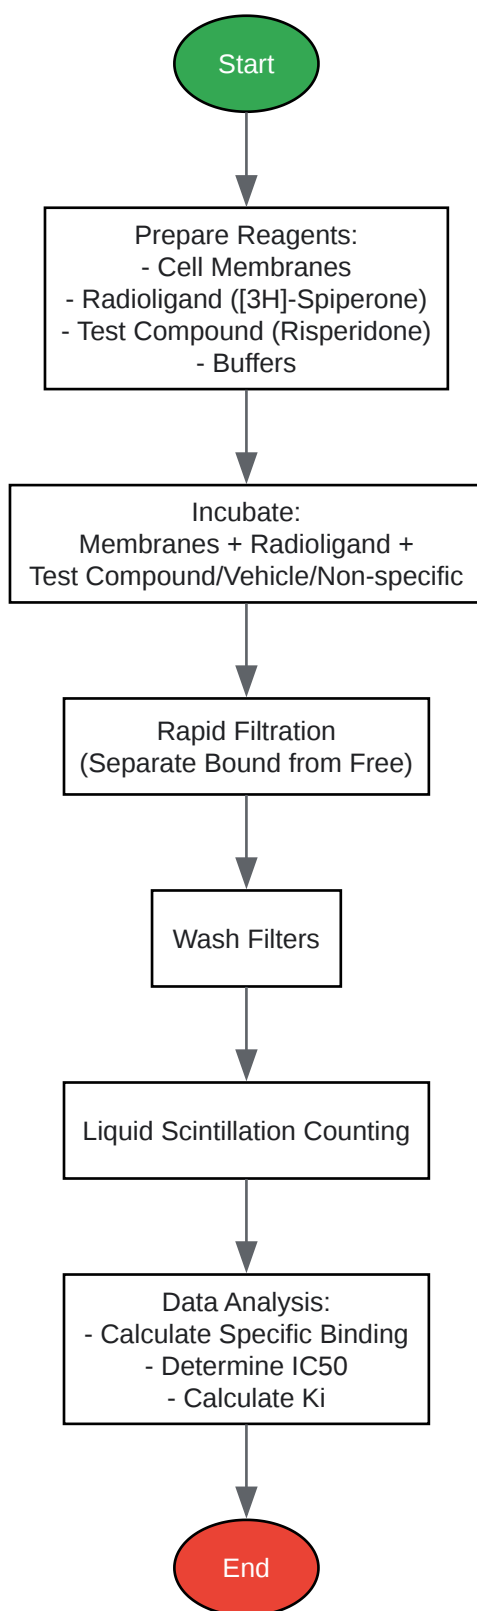 Start
Prepare Reagents:
- Cell Membranes
- Radioligand ([3H]-Spiperone)
- Test Compound (Risperidone)
- Buffers
Incubate:
Membranes + Radioligand +
Test Compound/Vehicle/Non-specific
Rapid Filtration
(Separate Bound from Free)
Wash Filters
Liquid Scintillation Counting
Data Analysis:
- Calculate Specific Binding
- Determine IC50
- Calculate Ki
End